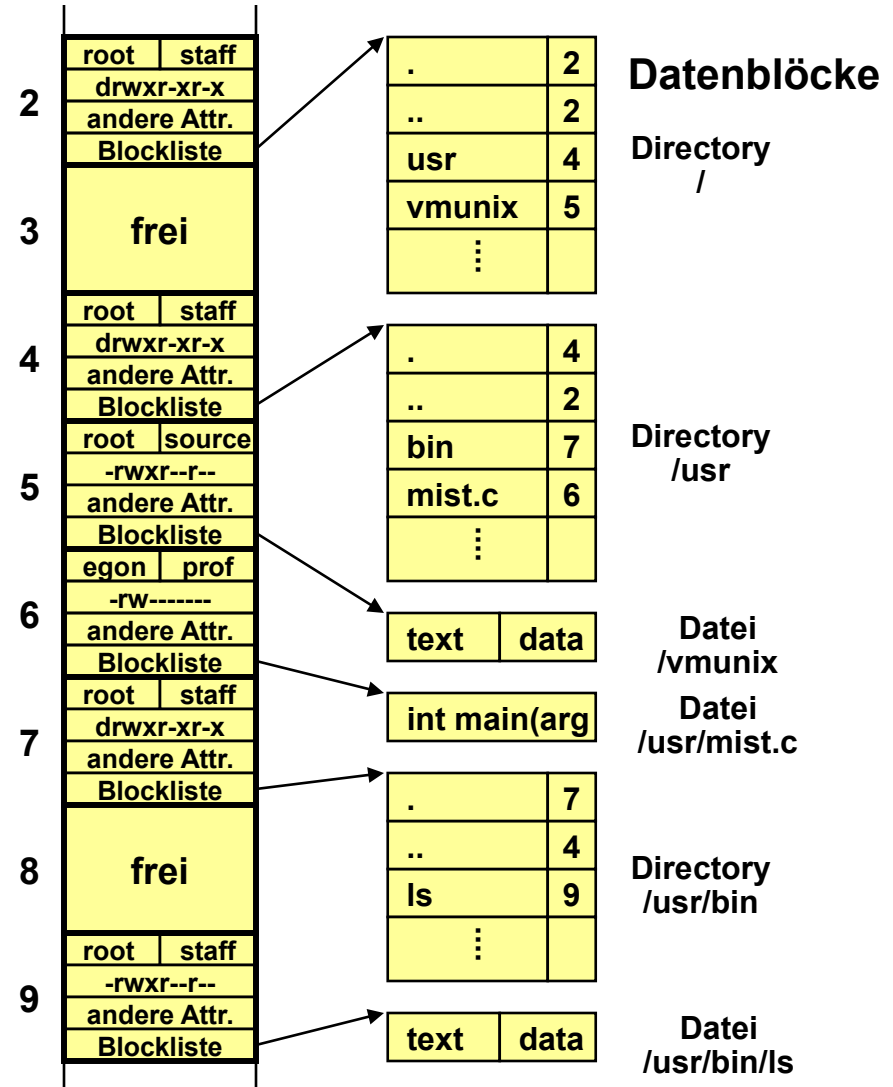 2
root staff
drwxr-xr-x
andere Attr.
Blockliste
3
frei
4
root staff
drwxr-xr-x
andere Attr.
Blockliste
5
root source
-rwxr--r--
andere Attr.
Blockliste
6
egon prof
-rw-------
andere Attr.
Blockliste
7
root staff
drwxr-xr-x
andere Attr.
Blockliste
8
frei
9
root staff
-rwxr--r--
andere Attr.
Blockliste
. 2
.. 2
usr 4
vmunix 5
. 4
.. 2
bin 7
mist.c 6
text data
int main(arg
. 7
.. 4
ls 9
text data
Datenblöcke
Directory
/
Directory
/usr
Datei
/vmunix
Datei
/usr/mist.c
Directory
/usr/bin
Datei
/usr/bin/ls